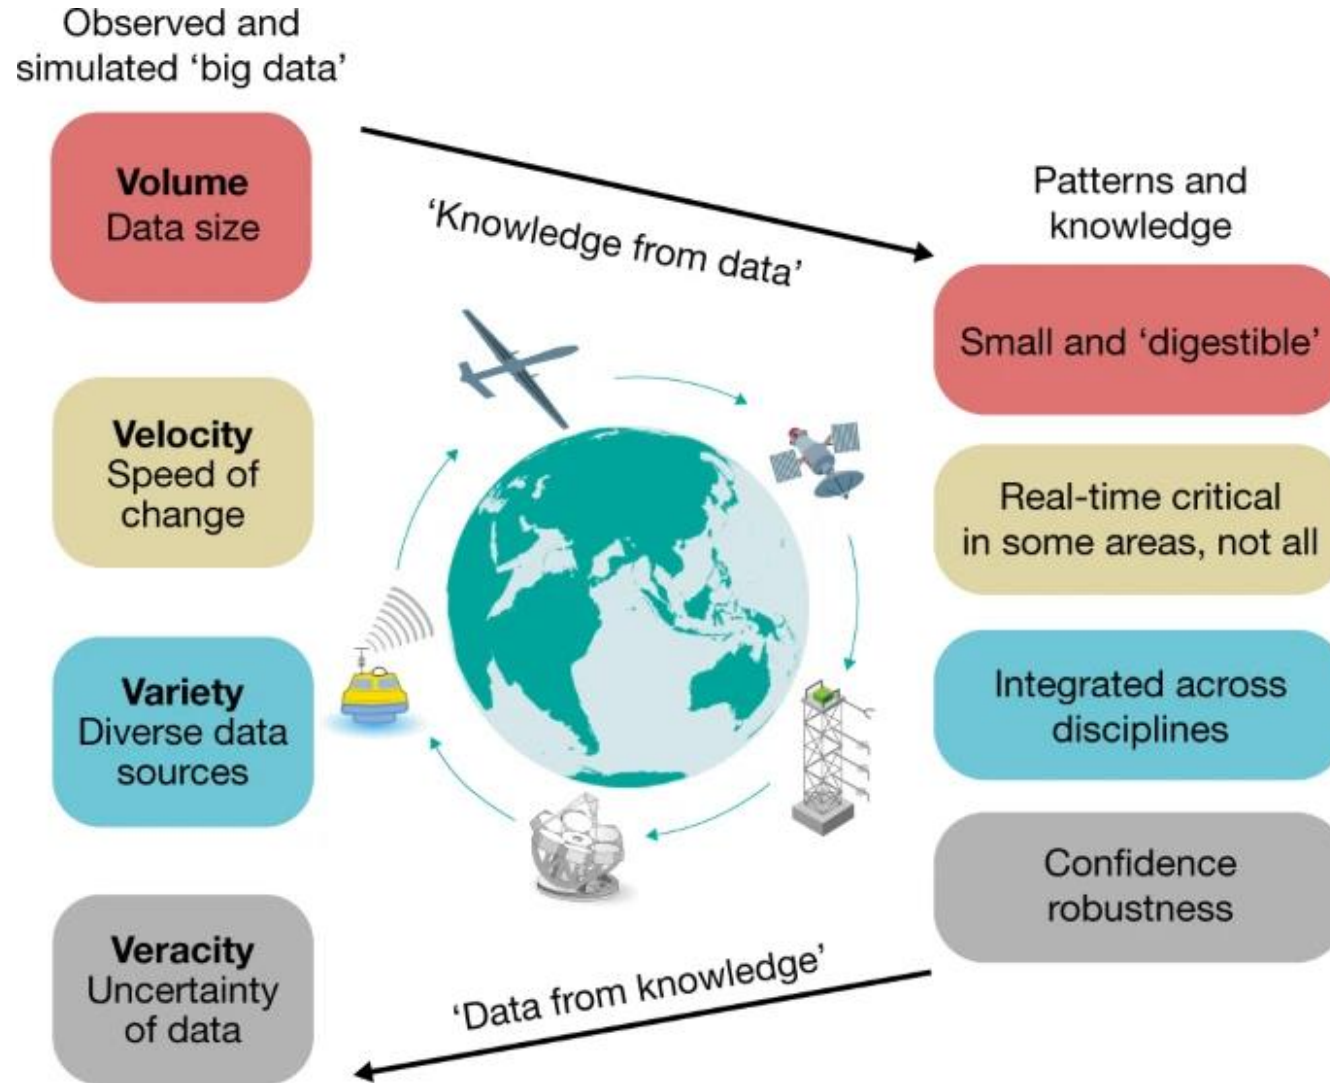 Observed and
simulated ‘big data’
Volume
Data size
Velocity
Speed of
change
Variety
Diverse data
sources
Veracity
Uncertainty
of data
‘Knowledge from data’
‘Data from knowledge’
Patterns and
knowledge
Small and ‘digestible’
Real-time critical
in some areas, not all
Integrated across
disciplines
Confidence
robustness